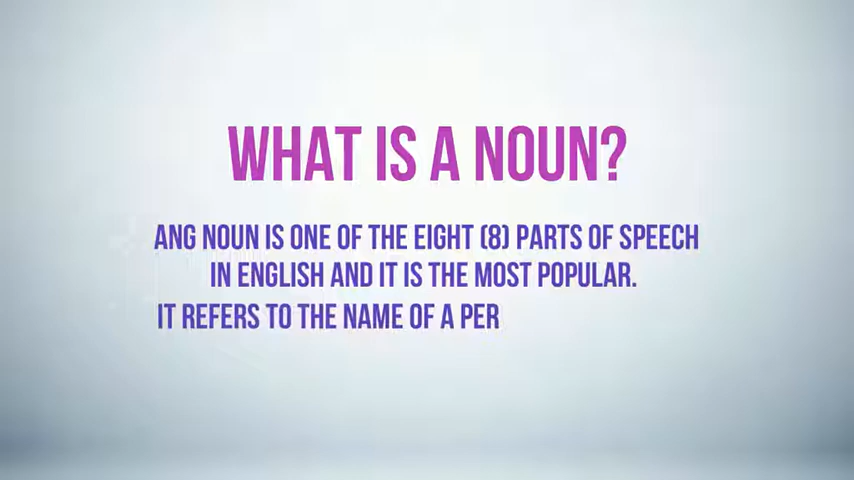 WHAT IS A NOUN?
ANG NOUN IS ONE OF THE EIGHT (8) PARTS OF SPEECH
IN ENGLISH AND IT IS THE MOST POPULAR.
IT REFERS TO THE NAME OF A PER